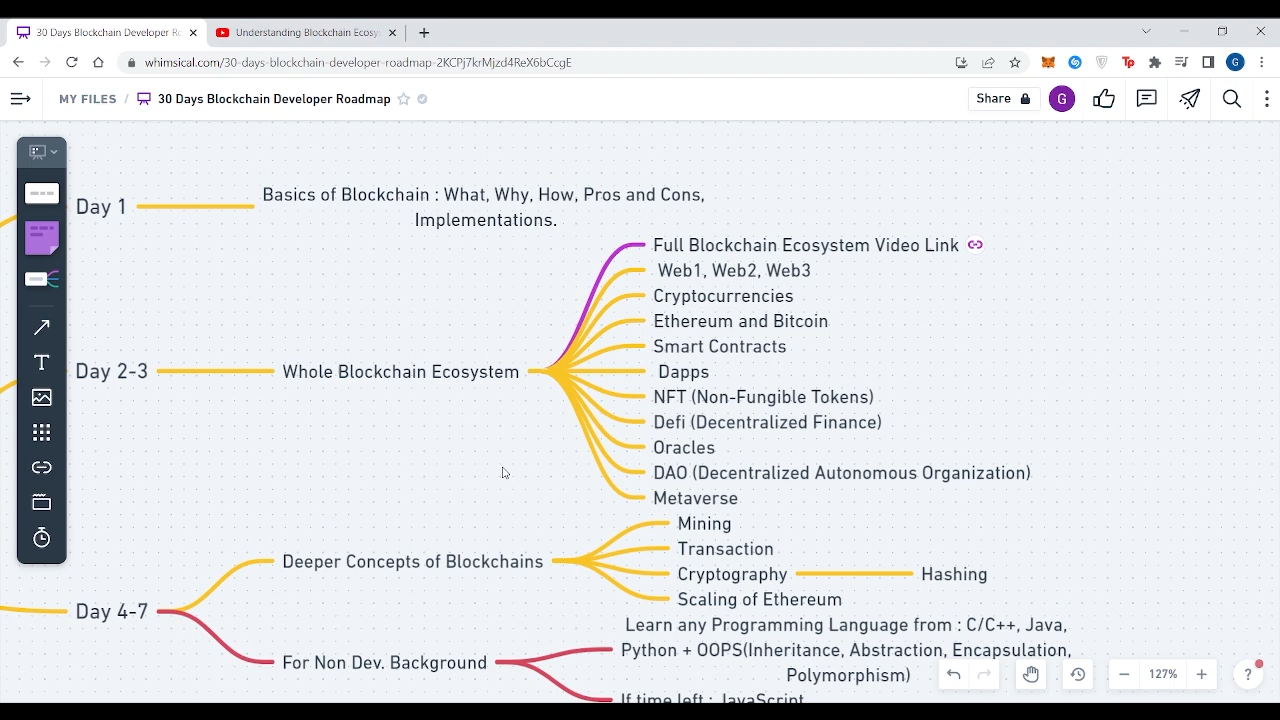 30 Days Blockchain Developer Ro
Understanding Blockchain Ecosy
whimsical.com/30-days-blockchain-developer-roadmap-2KCPj7krMjzd4ReX6bCcgE
Tp
G
MY FILES / 30 Days Blockchain Developer Roadmap
Share
G
Day 1
Basics of Blockchain : What, Why, How, Pros and Cons,
Implementations.
Day 2-3
Whole Blockchain Ecosystem
Full Blockchain Ecosystem Video Link
Web1, Web2, Web3
Cryptocurrencies
Ethereum and Bitcoin
Smart Contracts
Dapps
NFT (Non-Fungible Tokens)
Defi (Decentralized Finance)
Oracles
DAO (Decentralized Autonomous Organization)
Metaverse
Day 4-7
Deeper Concepts of Blockchains
Mining
Transaction
Cryptography
Hashing
Scaling of Ethereum
For Non Dev. Background
Learn any Programming Language from : C/C++, Java,
Python + OOPS(Inheritance, Abstraction, Encapsulation,
Polymorphism)
If time left : JavaScript
127%
?